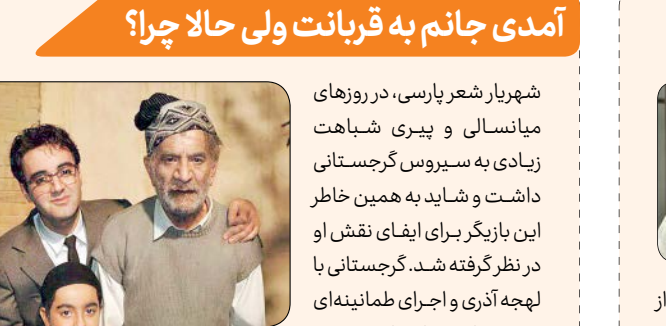 آمدی جانم به قربانت ولی حالا چرا؟
شهریار شعر پارسی، در روزهای
میانسالی و پیری شباهت
زیادی به سیروس گرجستانی
داشت و شاید به همین خاطر
این بازیگر برای ایفای نقش او
در نظر گرفته شد. گرجستانی با
لهجه آذری و اجرای طمانینه‌ای
از